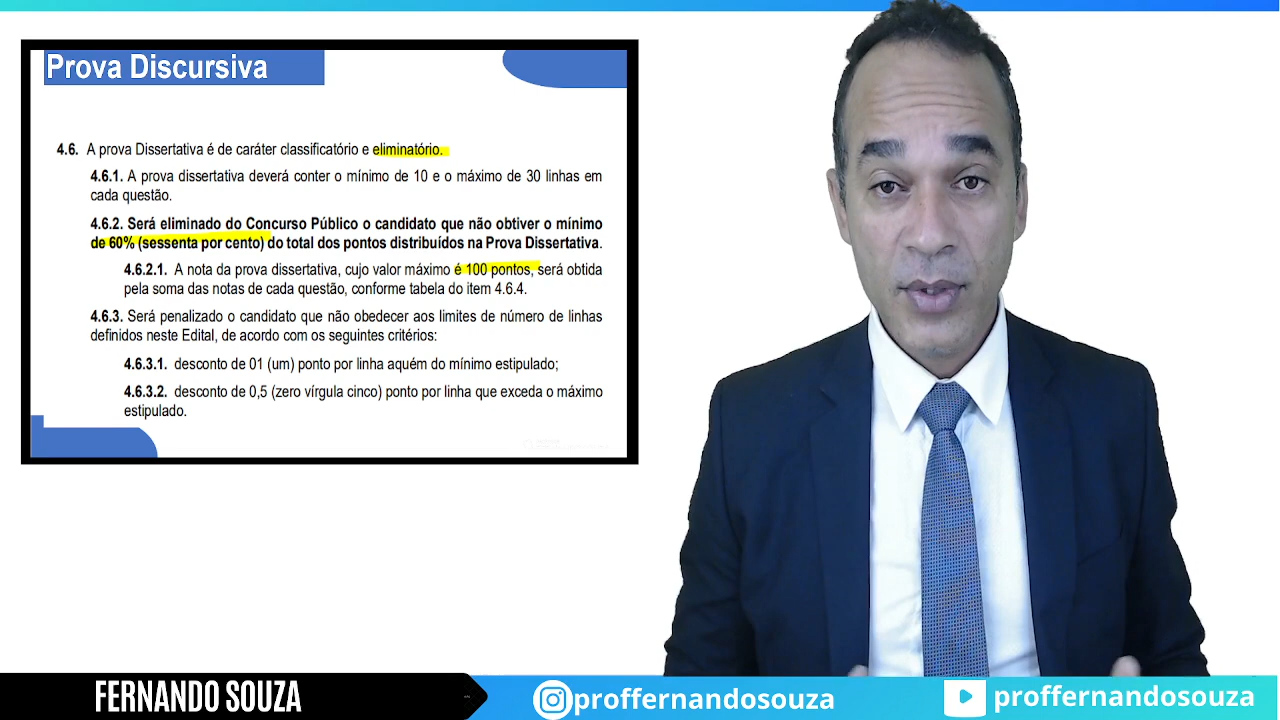 Prova Discursiva
4.6. A prova Dissertativa é de caráter classificatório e eliminatório.
4.6.1. A prova dissertativa deverá conter o mínimo de 10 e o máximo de 30 linhas em
cada questão.
4.6.2. Será eliminado do Concurso Público o candidato que não obtiver o mínimo
de 60% (sessenta por cento) do total dos pontos distribuídos na Prova Dissertativa.
4.6.2.1. A nota da prova dissertativa, cujo valor máximo é 100 pontos, será obtida
pela soma das notas de cada questão, conforme tabela do item 4.6.4.
4.6.3. Será penalizado o candidato que não obedecer aos limites de número de linhas
definidos neste Edital, de acordo com os seguintes critérios:
4.6.3.1. desconto de 01 (um) ponto por linha aquém do mínimo estipulado;
4.6.3.2. desconto de 0,5 (zero vírgula cinco) ponto por linha que exceda o máximo
estipulado.
FERNANDO SOUZA
proffernandosouza
proffernandosouza